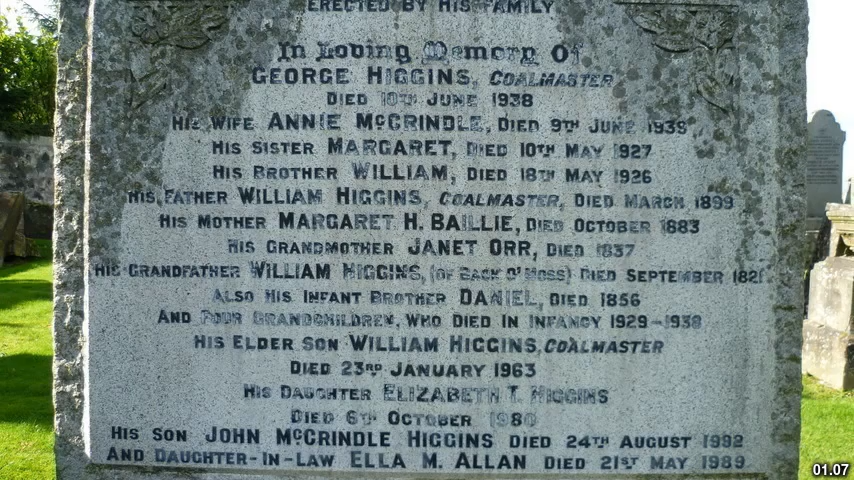 ERECTED BY HIS FAMILY
In Loving Memory Of
GEORGE HIGGINS, COALMASTER
DIED 10TH JUNE 1938
HIS WIFE ANNIE MCCRINDLE, DIED 9TH JUNE 1939
HIS SISTER MARGARET, DIED 10TH MAY 1927
HIS BROTHER WILLIAM, DIED 18TH MAY 1926
HIS FATHER WILLIAM HIGGINS, COALMASTER, DIED MARCH 1899
HIS MOTHER MARGARET H. BAILLIE, DIED OCTOBER 1883
HIS GRANDMOTHER JANET ORR, DIED 1837
HIS GRANDFATHER WILLIAM HIGGINS, (OF BACK O' MOSS) DIED SEPTEMBER
ALSO HIS INFANT BROTHER DANIEL, DIED 1856
AND FOUR GRANDCHILDREN, WHO DIED IN INFANCY 1929-1938
HIS ELDER SON WILLIAM HIGGINS, COALMASTER
DIED 23RD JANUARY 1963
HIS DAUGHTER ELIZABETH T. HIGGINS
DIED 6TH OCTOBER 1980
HIS SON JOHN MCCRINDLE HIGGINS DIED 24TH AUGUST 1992
AND DAUGHTER-IN-LAW ELLA M. ALLAN DIED 21ST MAY 1989
01.07